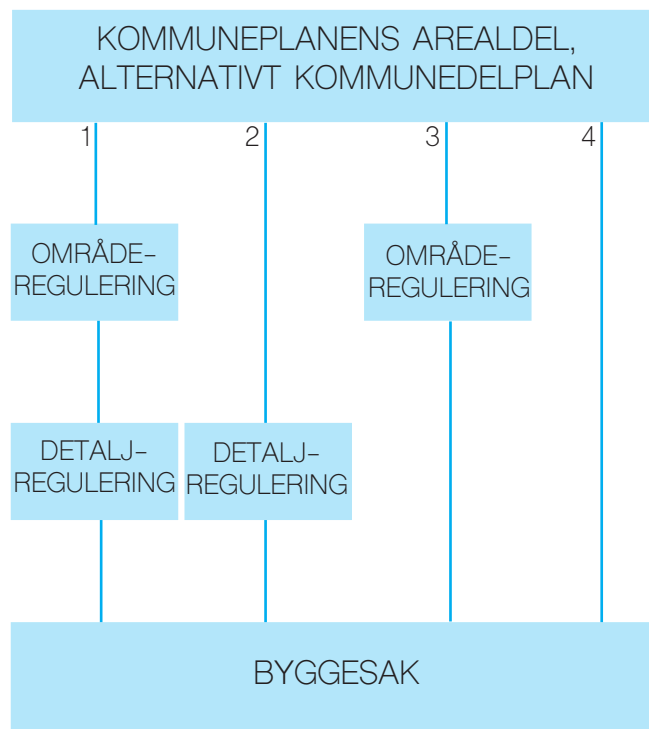 KOMMUNEPLANENS AREALDEL,
ALTERNATIVT KOMMUNEDELPLAN
1 2 3 4
OMRÅDE–
REGULERING
OMRÅDE–
REGULERING
DETALJ–
REGULERING
DETALJ–
REGULERING
BYGGESAK